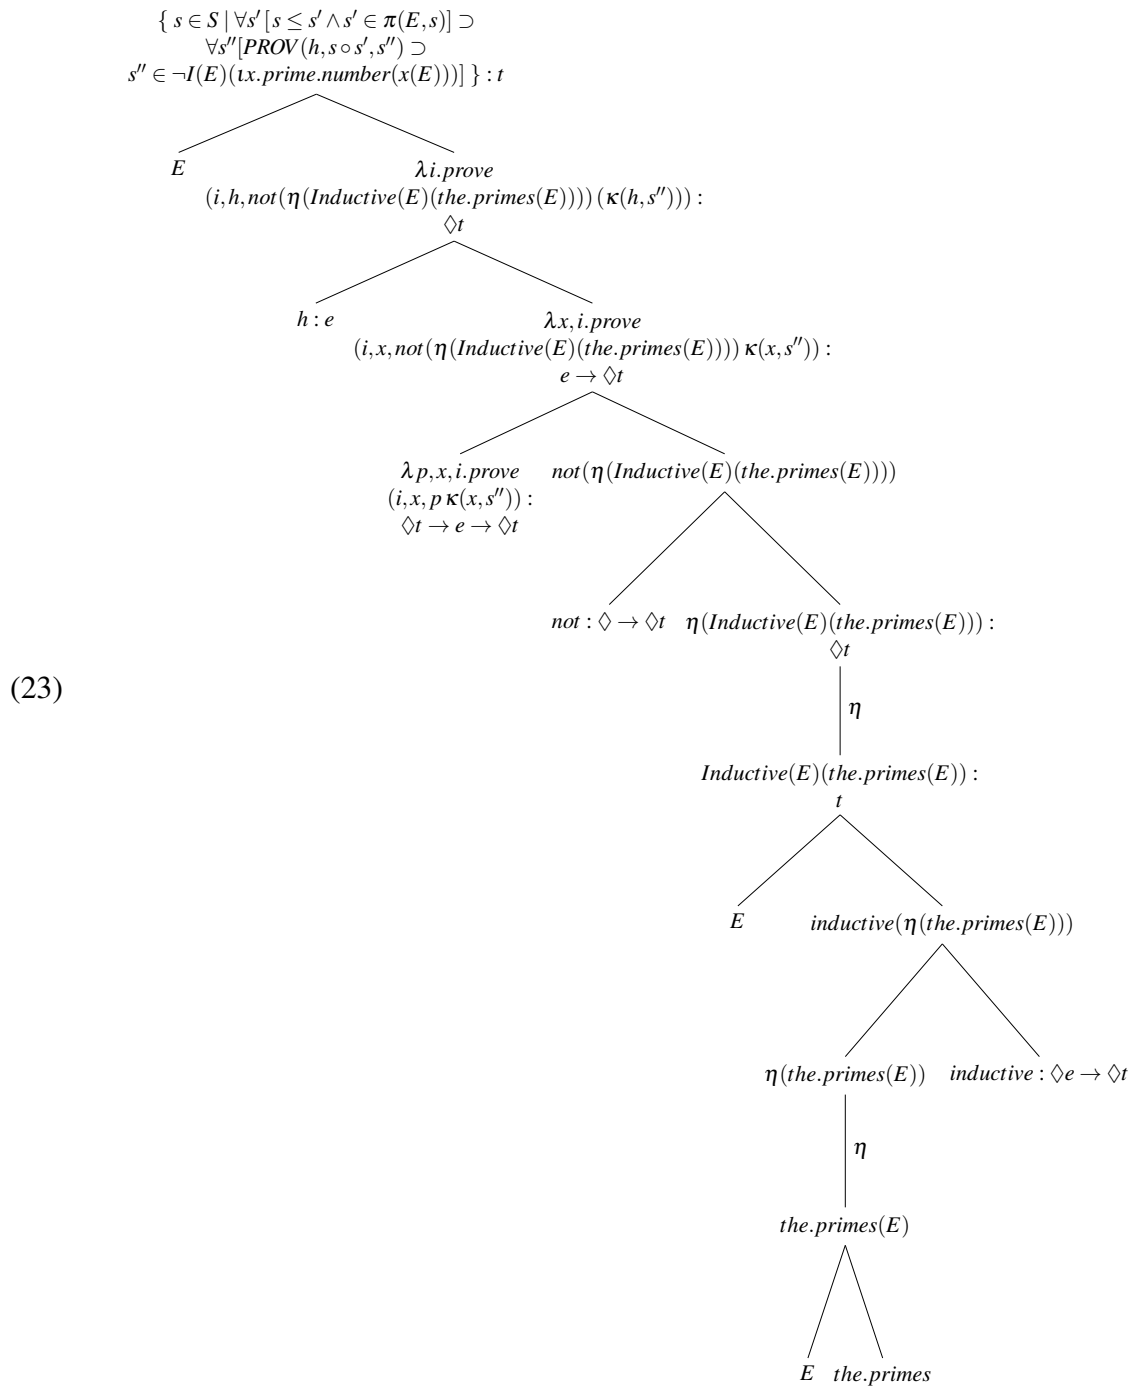 { s ∈ S | ∀s′ [s ≤ s′ ∧ s′ ∈ π(E, s)] ⊃
∀s″[PROV(h, s ∘ s′, s″) ⊃
s″ ∈ ¬I(E)(ιx.prime.number(x(E)))] } : t
E λi.prove
(i, h, not(η(Inductive(E)(the.primes(E)))) (κ(h, s″))) :
◊t
h : e λx, i.prove
(i, x, not(η(Inductive(E)(the.primes(E)))) κ(x, s″)) :
e → ◊t
λp, x, i.prove not(η(Inductive(E)(the.primes(E))))
(i, x, p κ(x, s″)) :
◊t → e → ◊t
not : ◊ → ◊t η(Inductive(E)(the.primes(E))) :
◊t
(23)
η
Inductive(E)(the.primes(E)) :
t
E inductive(η(the.primes(E)))
η(the.primes(E)) inductive : ◊e → ◊t
η
the.primes(E)
E the.primes